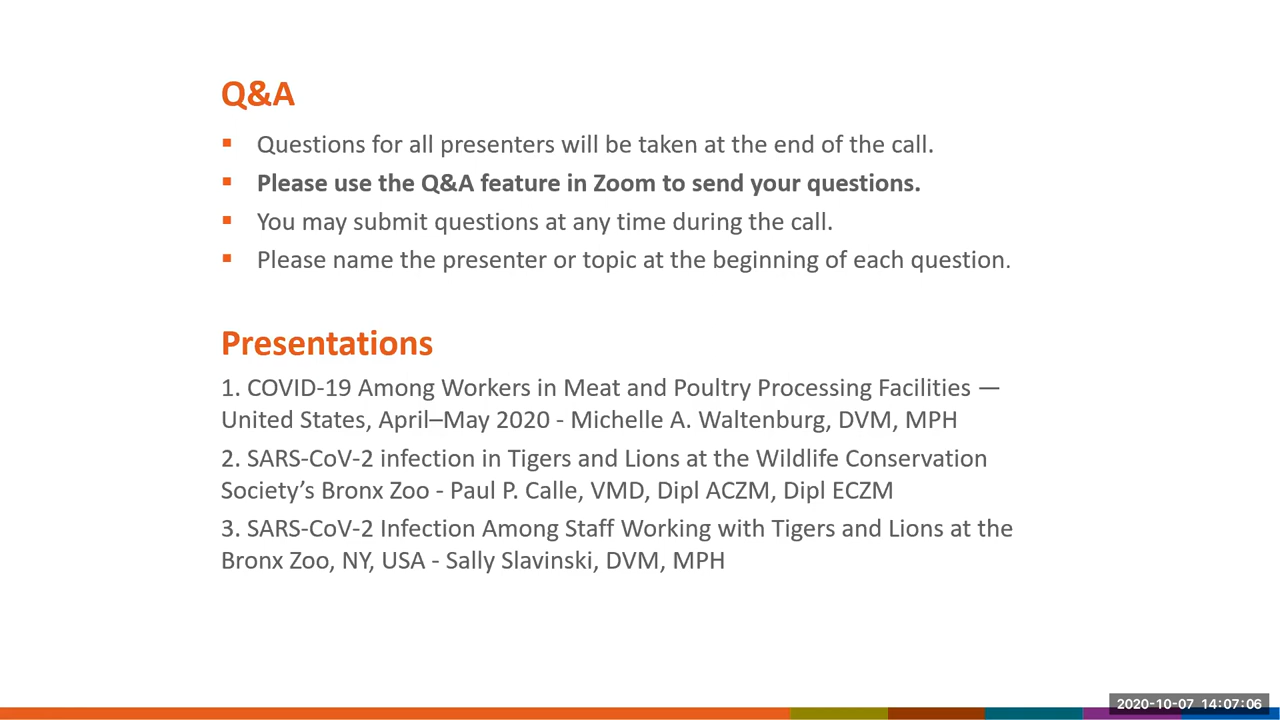 Q&A
▪ Questions for all presenters will be taken at the end of the call.
▪ Please use the Q&A feature in Zoom to send your questions.
▪ You may submit questions at any time during the call.
▪ Please name the presenter or topic at the beginning of each question.
Presentations
1. COVID-19 Among Workers in Meat and Poultry Processing Facilities —
United States, April–May 2020 - Michelle A. Waltenburg, DVM, MPH
2. SARS-CoV-2 infection in Tigers and Lions at the Wildlife Conservation
Society’s Bronx Zoo - Paul P. Calle, VMD, Dipl ACZM, Dipl ECZM
3. SARS-CoV-2 Infection Among Staff Working with Tigers and Lions at the
Bronx Zoo, NY, USA - Sally Slavinski, DVM, MPH
2020-10-07 14:07:06